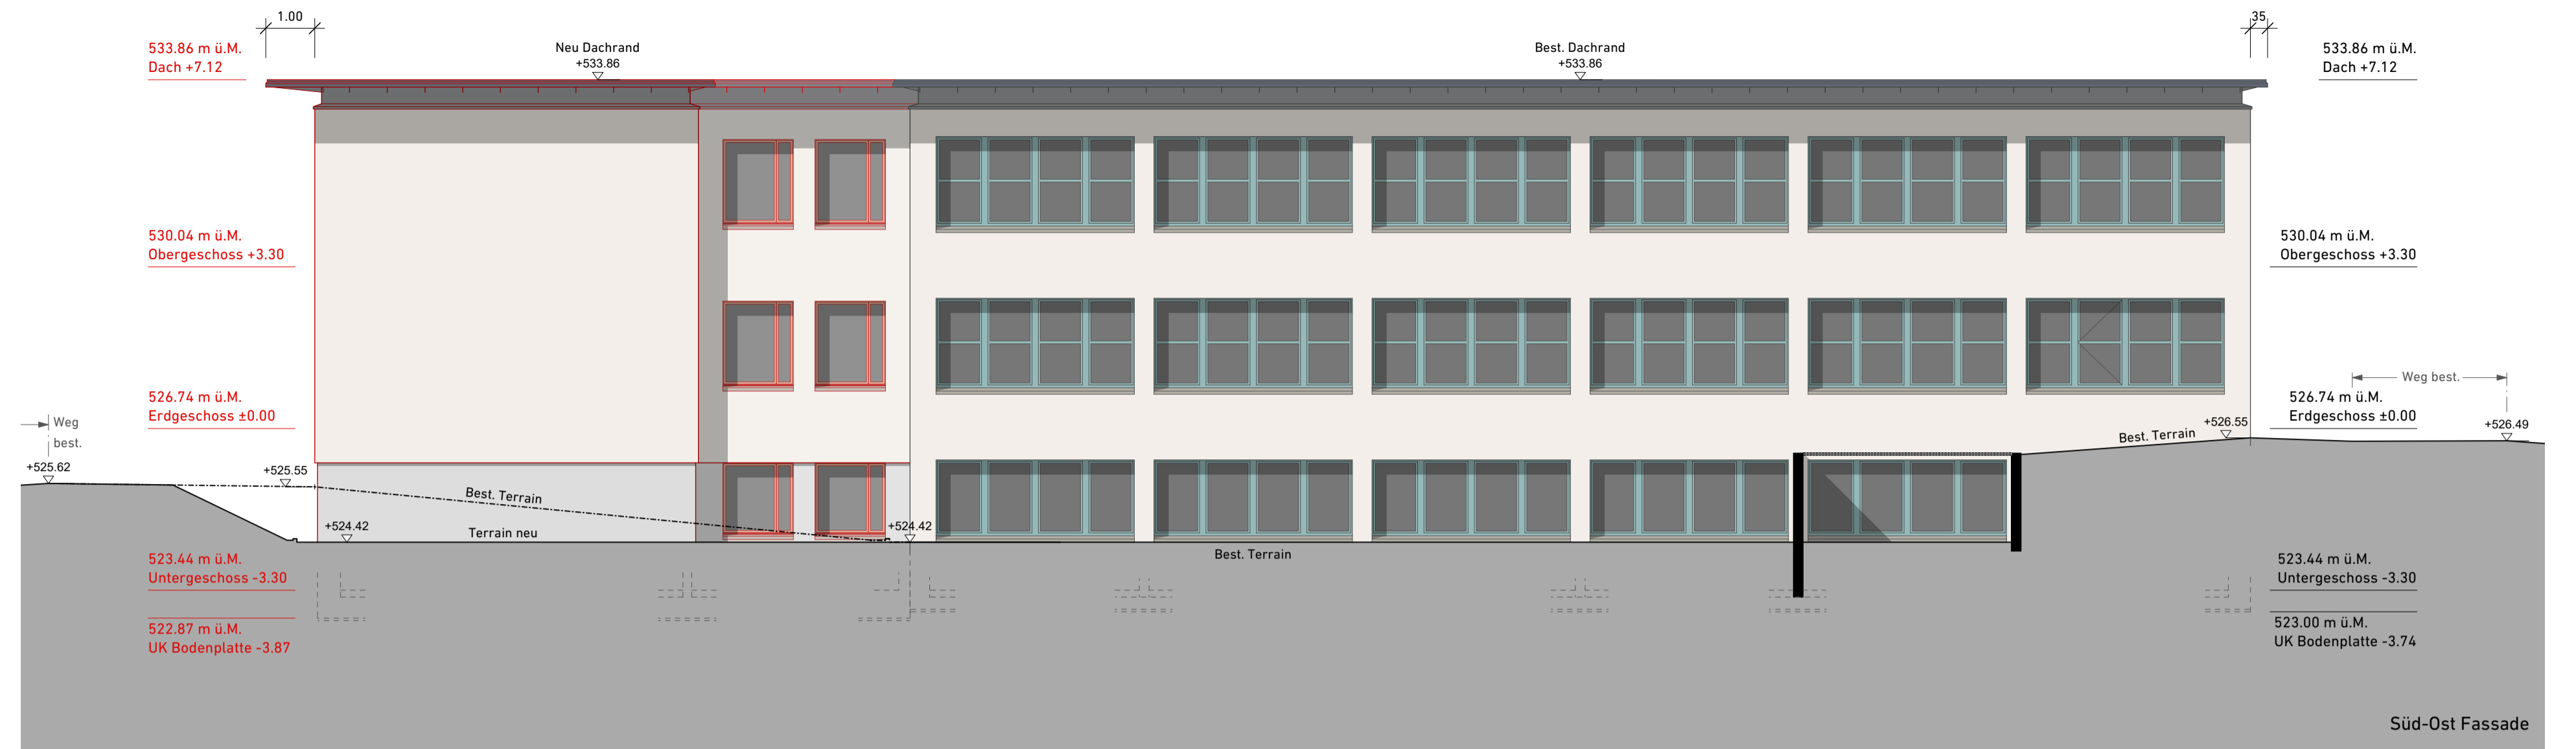 1.00
35
533.86 m ü.M.
Dach +7.12
Neu Dachrand
+533.86
Best. Dachrand
+533.86
533.86 m ü.M.
Dach +7.12
530.04 m ü.M.
Obergeschoss +3.30
530.04 m ü.M.
Obergeschoss +3.30
Weg best.
526.74 m ü.M.
Erdgeschoss ±0.00
526.74 m ü.M.
Erdgeschoss ±0.00
Weg
best.
+526.55
+526.49
Best. Terrain
+525.62
+525.55
Best. Terrain
+524.42
Terrain neu
+524.42
Best. Terrain
523.44 m ü.M.
Untergeschoss -3.30
523.44 m ü.M.
Untergeschoss -3.30
522.87 m ü.M.
UK Bodenplatte -3.87
523.00 m ü.M.
UK Bodenplatte -3.74
Süd-Ost Fassade